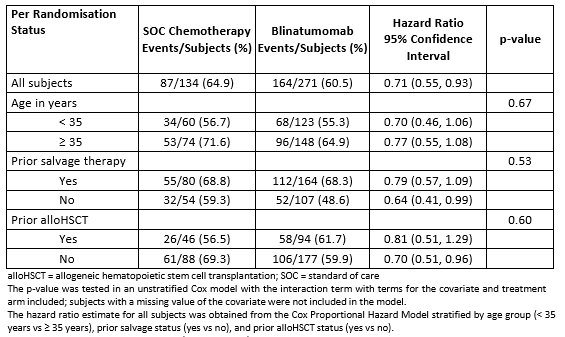 Per Randomisation Status | SOC Chemotherapy Events/Subjects (%) | Blinatumomab Events/Subjects (%) | Hazard Ratio 95% Confidence Interval | p-value
All subjects | 87/134 (64.9) | 164/271 (60.5) | 0.71 (0.55, 0.93)
Age in years | 0.67
< 35 | 34/60 (56.7) | 68/123 (55.3) | 0.70 (0.46, 1.06)
≥ 35 | 53/74 (71.6) | 96/148 (64.9) | 0.77 (0.55, 1.08)
Prior salvage therapy | 0.53
Yes | 55/80 (68.8) | 112/164 (68.3) | 0.79 (0.57, 1.09)
No | 32/54 (59.3) | 52/107 (48.6) | 0.64 (0.41, 0.99)
Prior alloHSCT | 0.60
Yes | 26/46 (56.5) | 58/94 (61.7) | 0.81 (0.51, 1.29)
No | 61/88 (69.3) | 106/177 (59.9) | 0.70 (0.51, 0.96)
alloHSCT = allogeneic hematopoietic stem cell transplantation; SOC = standard of care
The p-value was tested in an unstratified Cox model with the interaction term with terms for the covariate and treatment
arm included; subjects with a missing value of the covariate were not included in the model.
The hazard ratio estimate for all subjects was obtained from the Cox Proportional Hazard Model stratified by age group (< 35
years vs ≥ 35 years), prior salvage therapy (yes vs no), and prior alloHSCT status (yes vs no).